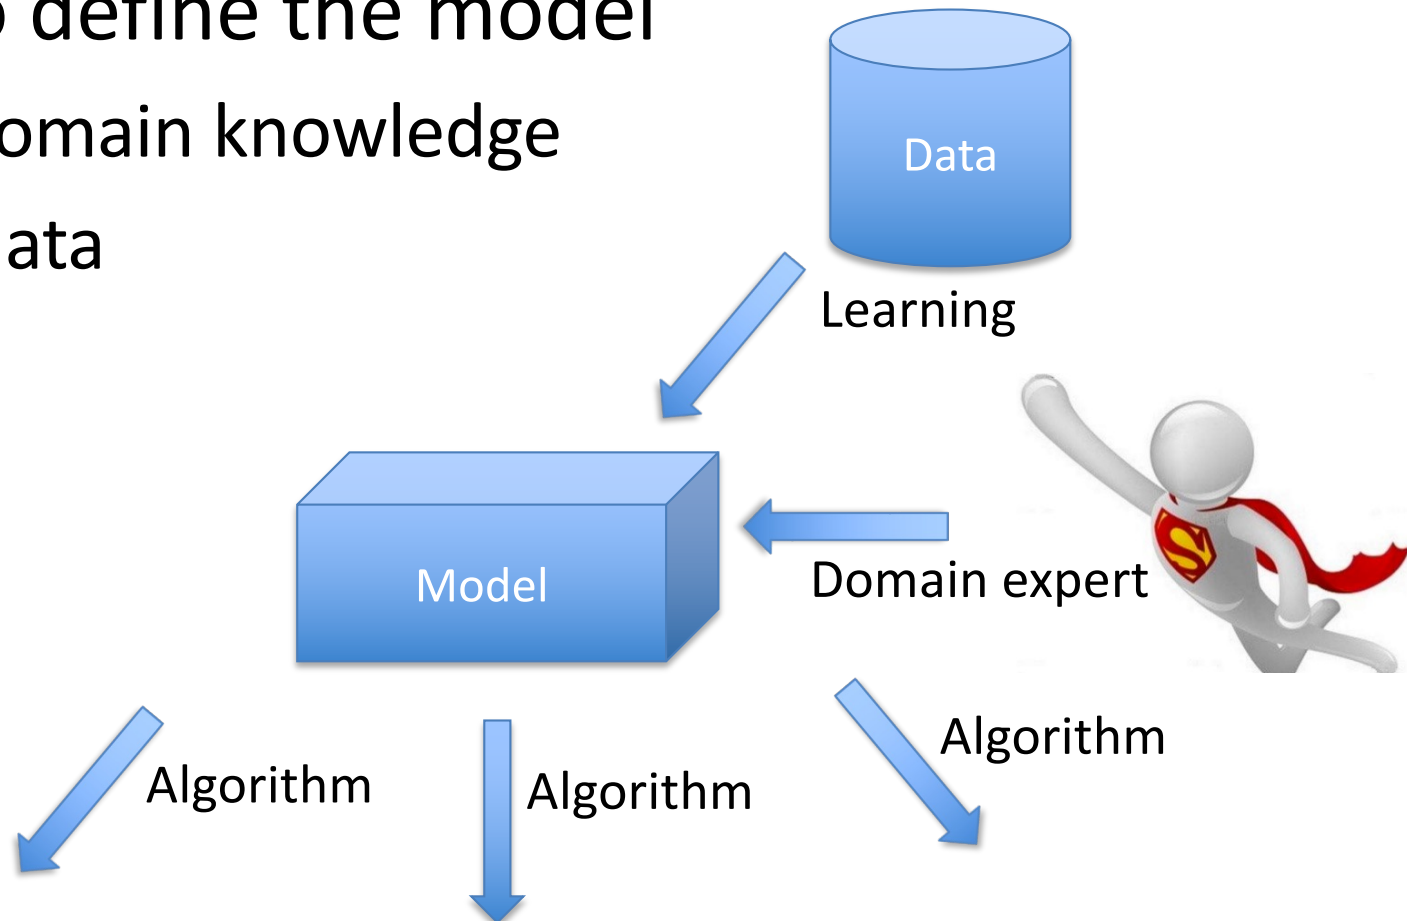 define the model
omain knowledge
ata
Data
Learning
Model
Domain expert
S
Algorithm
Algorithm
Algorithm